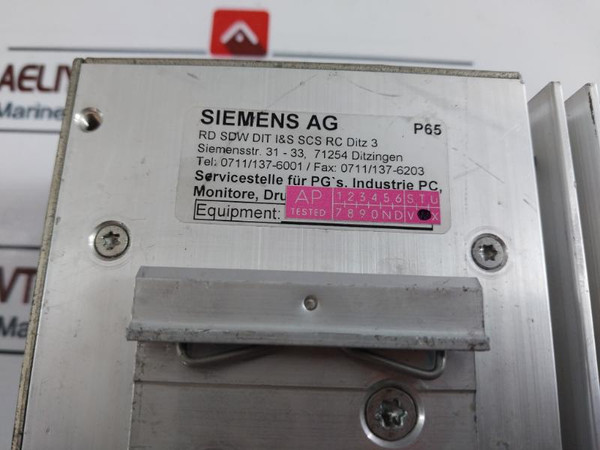 SIEMENS AG
P65
RD SDW DIT I&S SCS RC Ditz 3
Siemensstr. 31 - 33, 71254 Ditzingen
Tel: 0711/137-6001 / Fax: 0711/137-6203
Servicestelle für PG`s, Industrie PC,
Monitore,
AP 1 2 3 4 5 6 S T U
Equipment: TESTED 7 8 9 0 N D V X
AELIN
Marine